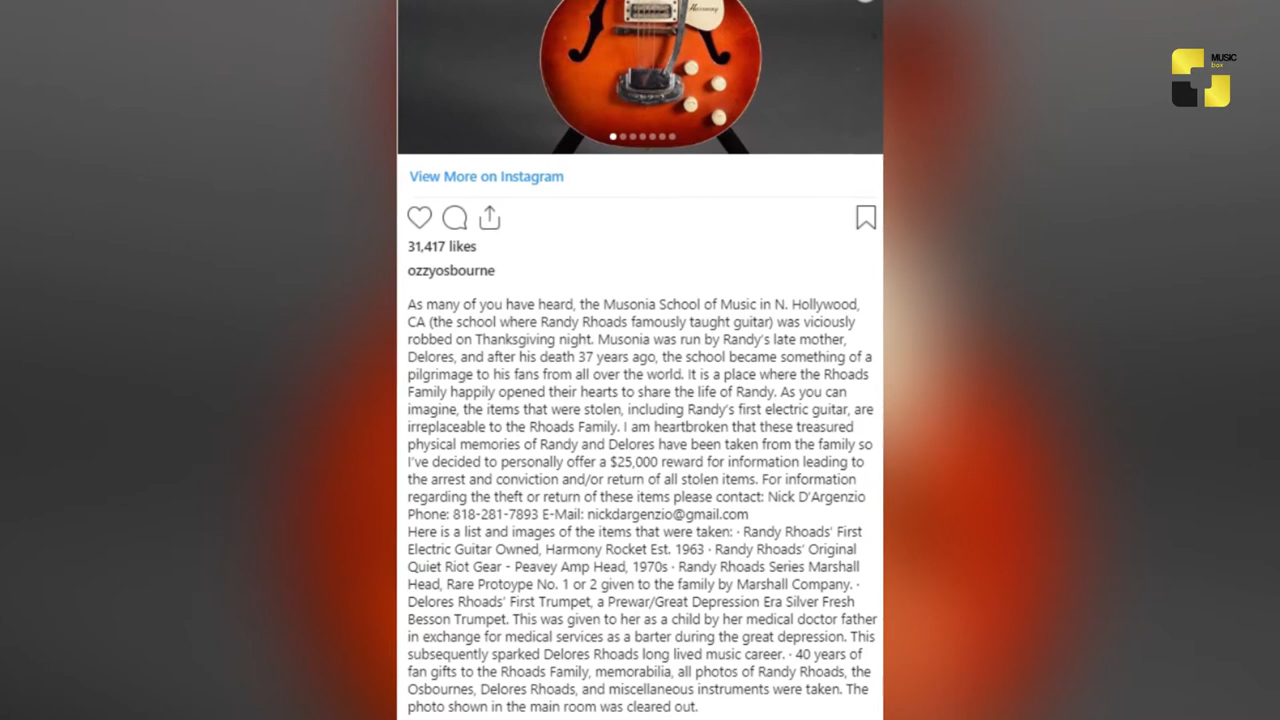 Harmony
MUSIC
box
View More on Instagram
31,417 likes
ozzyosbourne
As many of you have heard, the Musonia School of Music in N. Hollywood,
CA (the school where Randy Rhoads famously taught guitar) was viciously
robbed on Thanksgiving night. Musonia was run by Randy's late mother,
Delores, and after his death 37 years ago, the school became something of a
pilgrimage to his fans from all over the world. It is a place where the Rhoads
Family happily opened their hearts to share the life of Randy. As you can
imagine, the items that were stolen, including Randy's first electric guitar, are
irreplaceable to the Rhoads Family. I am heartbroken that these treasured
physical memories of Randy and Delores have been taken from the family so
I've decided to personally offer a $25,000 reward for information leading to
the arrest and conviction and/or return of all stolen items. For information
regarding the theft or return of these items please contact: Nick D'Argenzio
Phone: 818-281-7893 E-Mail: nickdargenzio@gmail.com
Here is a list and images of the items that were taken: · Randy Rhoads' First
Electric Guitar Owned, Harmony Rocket Est. 1963 · Randy Rhoads' Original
Quiet Riot Gear - Peavey Amp Head, 1970s · Randy Rhoads Series Marshall
Head, Rare Protoype No. 1 or 2 given to the family by Marshall Company. ·
Delores Rhoads' First Trumpet, a Prewar/Great Depression Era Silver Fresh
Besson Trumpet. This was given to her as a child by her medical doctor father
in exchange for medical services as a barter during the great depression. This
subsequently sparked Delores Rhoads long lived music career. · 40 years of
fan gifts to the Rhoads Family, memorabilia, all photos of Randy Rhoads, the
Osbournes, Delores Rhoads, and miscellaneous instruments were taken. The
photo shown in the main room was cleared out.